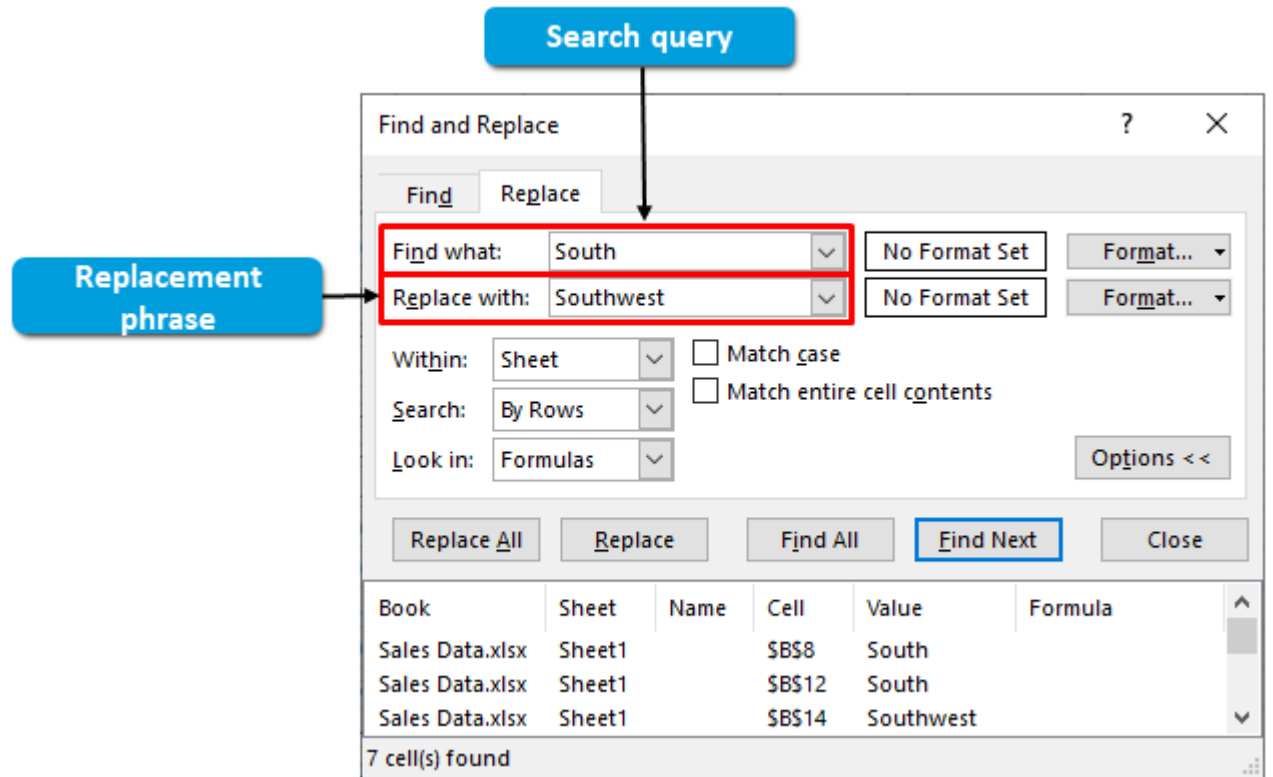 Search query
Find and Replace ? ×
Find Replace
Find what: South No Format Set Format...
Replacement
phrase
Replace with: Southwest No Format Set Format...
Within: Sheet Match case
Match entire cell contents
Search: By Rows
Look in: Formulas Options <<
Replace All Replace Find All Find Next Close
Book Sheet Name Cell Value Formula
Sales Data.xlsx Sheet1 $B$8 South
Sales Data.xlsx Sheet1 $B$12 South
Sales Data.xlsx Sheet1 $B$14 Southwest
7 cell(s) found